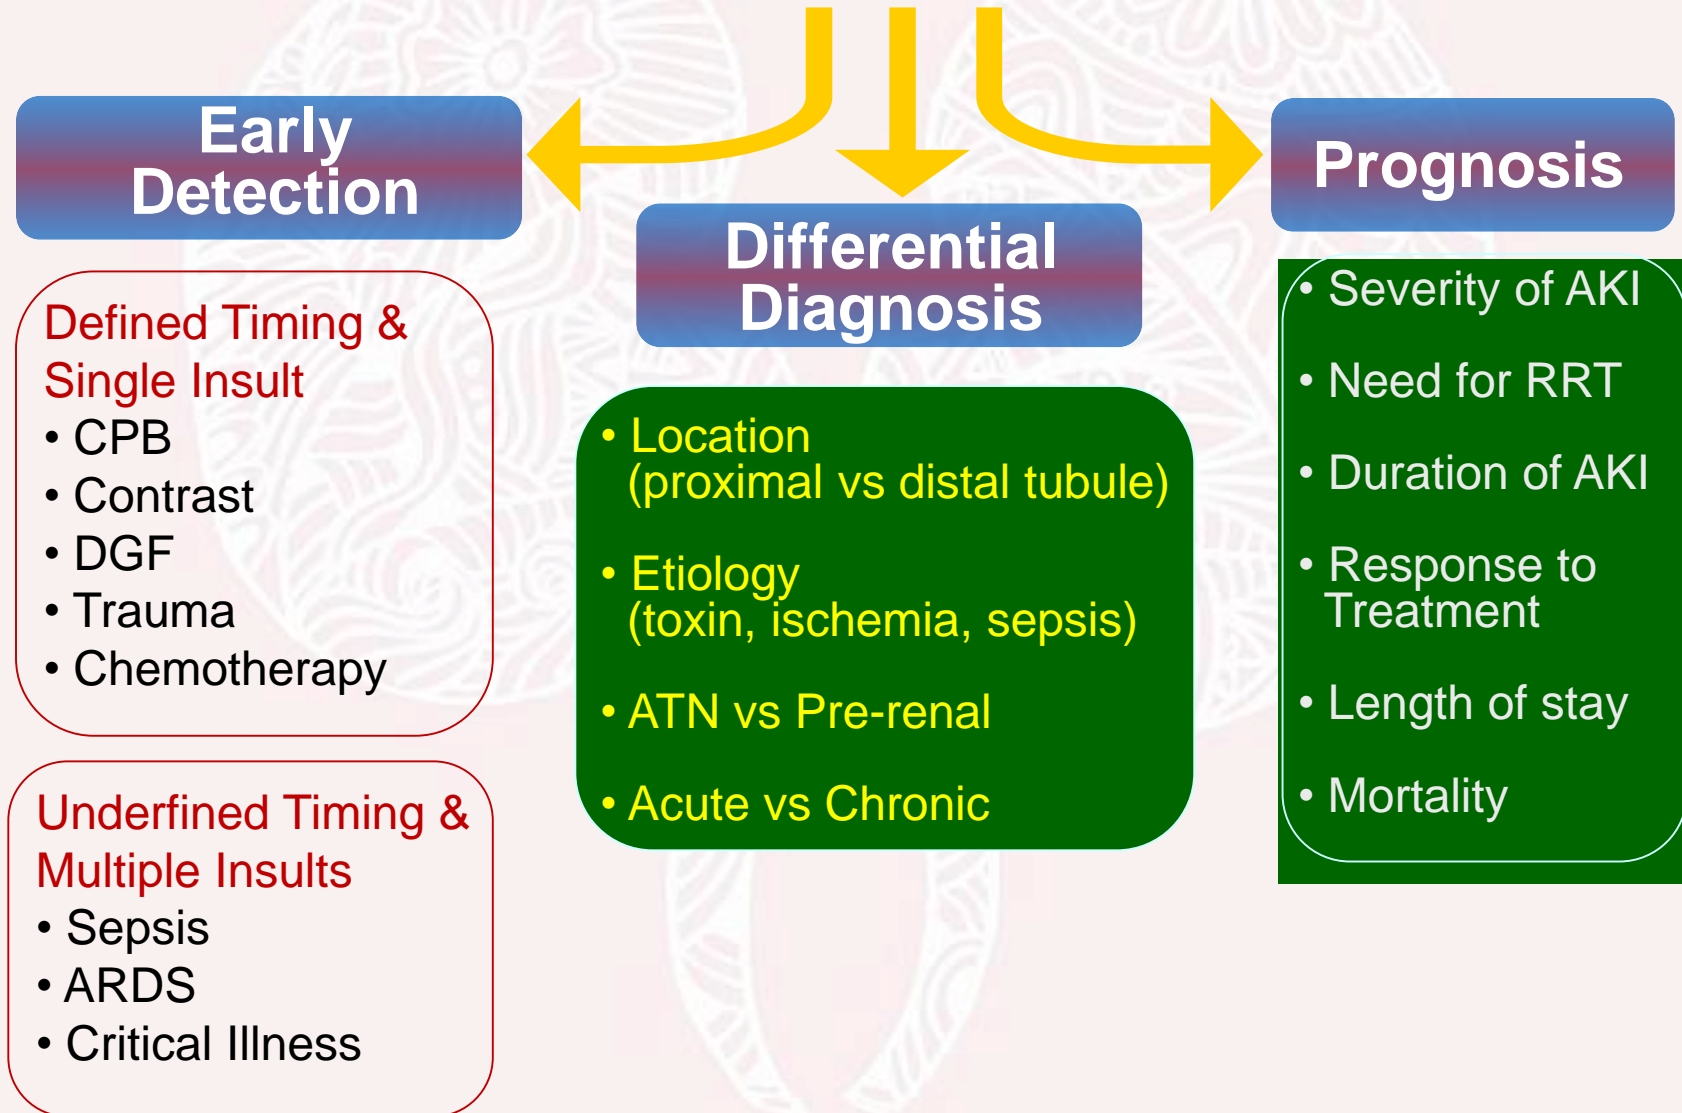 Early
Detection
Defined Timing &
Single Insult
• CPB
• Contrast
• DGF
• Trauma
• Chemotherapy
Underfined Timing &
Multiple Insults
• Sepsis
• ARDS
• Critical Illness
Differential
Diagnosis
• Location
(proximal vs distal tubule)
• Etiology
(toxin, ischemia, sepsis)
• ATN vs Pre-renal
• Acute vs Chronic
Prognosis
• Severity of AKI
• Need for RRT
• Duration of AKI
• Response to
Treatment
• Length of stay
• Mortality